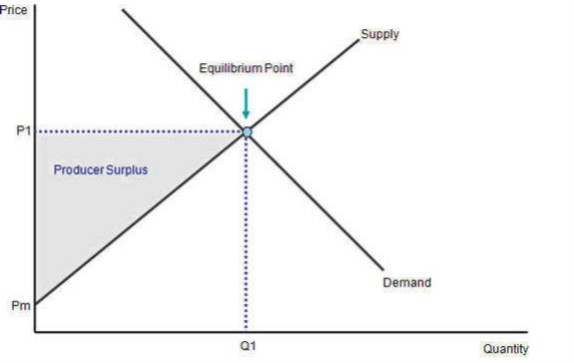 Price
Supply
Equilibrium Point
P1
Producer Surplus
Demand
Pm
Q1
Quantity